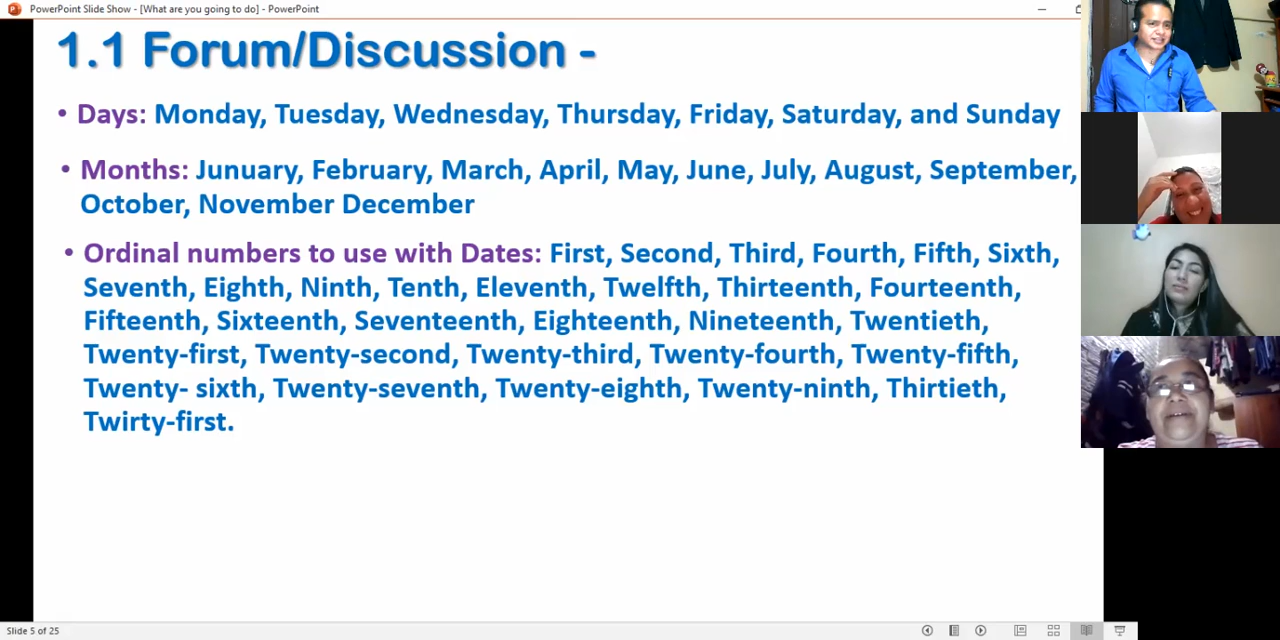 PowerPoint Slide Show - [What are you going to do] - PowerPoint
1.1 Forum/Discussion -
• Days: Monday, Tuesday, Wednesday, Thursday, Friday, Saturday, and Sunday
• Months: Junuary, February, March, April, May, June, July, August, September,
October, November December
• Ordinal numbers to use with Dates: First, Second, Third, Fourth, Fifth, Sixth,
Seventh, Eighth, Ninth, Tenth, Eleventh, Twelfth, Thirteenth, Fourteenth,
Fifteenth, Sixteenth, Seventeenth, Eighteenth, Nineteenth, Twentieth,
Twenty-first, Twenty-second, Twenty-third, Twenty-fourth, Twenty-fifth,
Twenty- sixth, Twenty-seventh, Twenty-eighth, Twenty-ninth, Thirtieth,
Twirty-first.
Slide 5 of 25